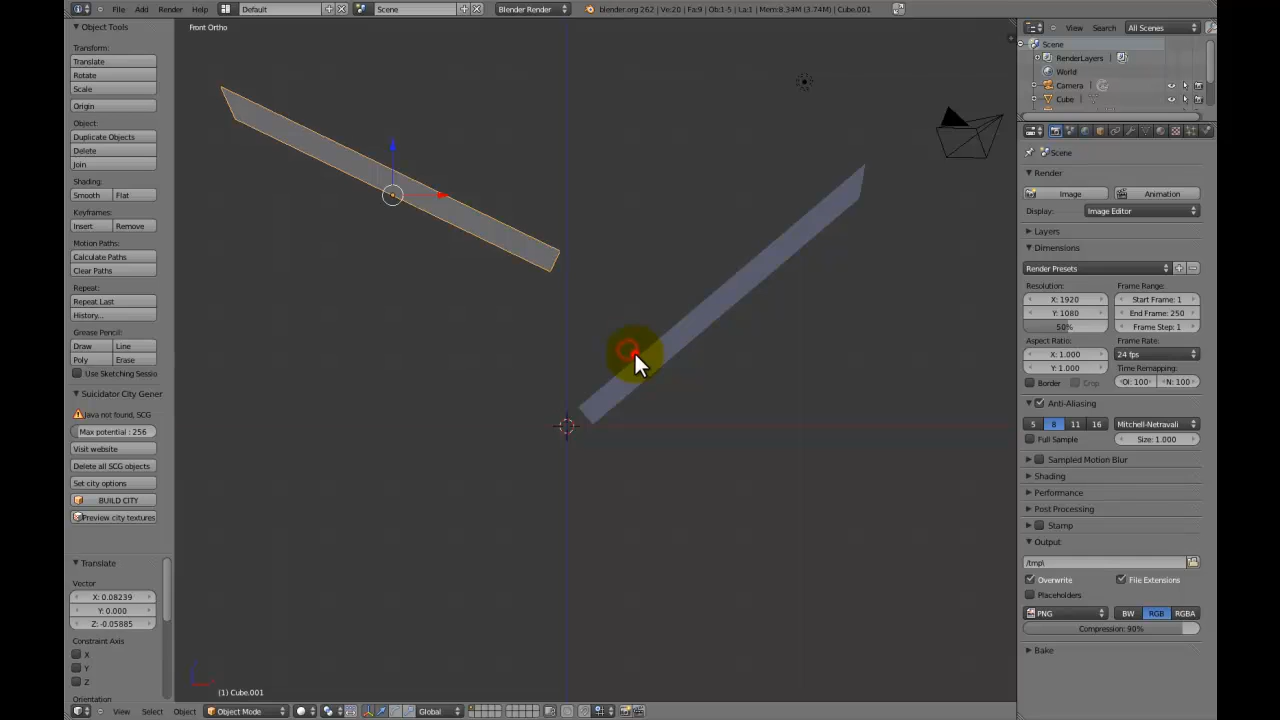 File Add Render Help Default Scene Blender Render blender.org 262 | Ve:20 | Fa:9 | Ob:1-5 | La:1 | Mem:8.34M (3.74M) | Cube.001
Object Tools
Transform:
Translate
Rotate
Scale
Origin
Object:
Duplicate Objects
Delete
Join
Shading:
Smooth Flat
Keyframes:
Insert Remove
Motion Paths:
Calculate Paths
Clear Paths
Repeat:
Repeat Last
History...
Grease Pencil:
Draw Line
Poly Erase
Use Sketching Sessio
Suicidator City Gener
Java not found, SCG
Max potential : 256
Visit website
Delete all SCG objects
Set city options
BUILD CITY
Preview city textures
Translate
Vector
X: 0.08239
Y: 0.000
Z: -0.05885
Constraint Axis
X
Y
Z
Orientation
Front Ortho
(1) Cube.001
View Select Object Object Mode Global
View Search All Scenes
Scene
RenderLayers
World
Camera
Cube
Scene
Render
Image Animation
Display: Image Editor
Layers
Dimensions
Render Presets
Resolution: Frame Range:
X: 1920 Start Frame: 1
Y: 1080 End Frame: 250
50% Frame Step: 1
Aspect Ratio: Frame Rate:
X: 1.000 24 fps
Y: 1.000 Time Remapping:
Border Crop Ol: 100 N: 100
Anti-Aliasing
5 8 11 16 Mitchell-Netravali
Full Sample Size: 1.000
Sampled Motion Blur
Shading
Performance
Post Processing
Stamp
Output
/tmp\
Overwrite File Extensions
Placeholders
PNG BW RGB RGBA
Compression: 90%
Bake